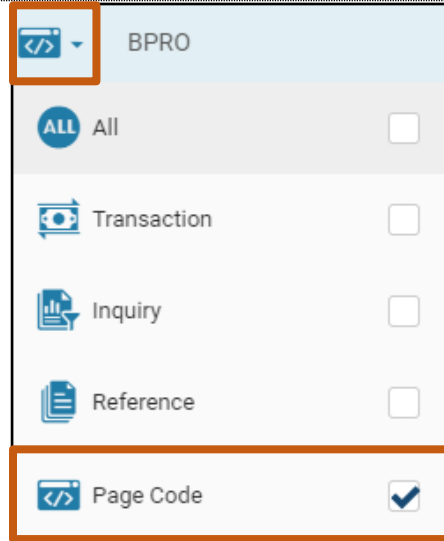 </> BPRO
ALL All
Transaction
Inquiry
Reference
</> Page Code